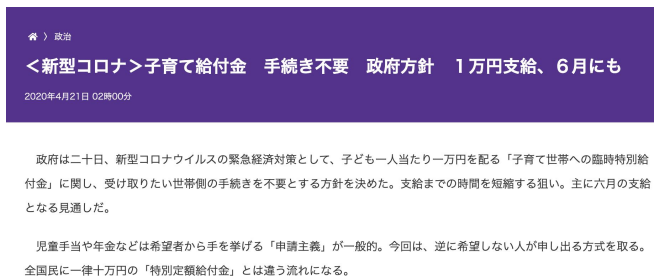 〉 政治
＜新型コロナ＞子育て給付金　手続き不要　政府方針　１万円支給、６月にも
2020年4月21日 02時00分
政府は二十日、新型コロナウイルスの緊急経済対策として、子ども一人当たり一万円を配る「子育て世帯への臨時特別給
付金」に関し、受け取りたい世帯側の手続きを不要とする方針を決めた。支給までの時間を短縮する狙い。主に六月の支給
となる見通しだ。
児童手当や年金などは希望者から手を挙げる「申請主義」が一般的。今回は、逆に希望しない人が申し出る方式を取る。
全国民に一律十万円の「特別定額給付金」とは違う流れになる。